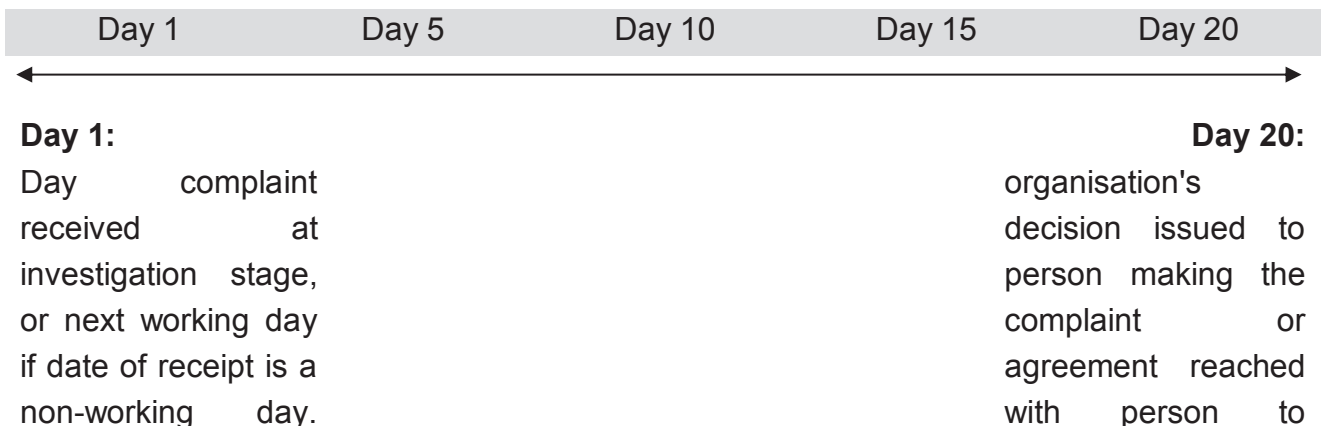 Day 1 Day 5 Day 10 Day 15 Day 20
Day 1:
Day complaint
received at
investigation stage,
or next working day
if date of receipt is a
non-working day.
Day 20:
organisation's
decision issued to
person making the
complaint or
agreement reached
with person to